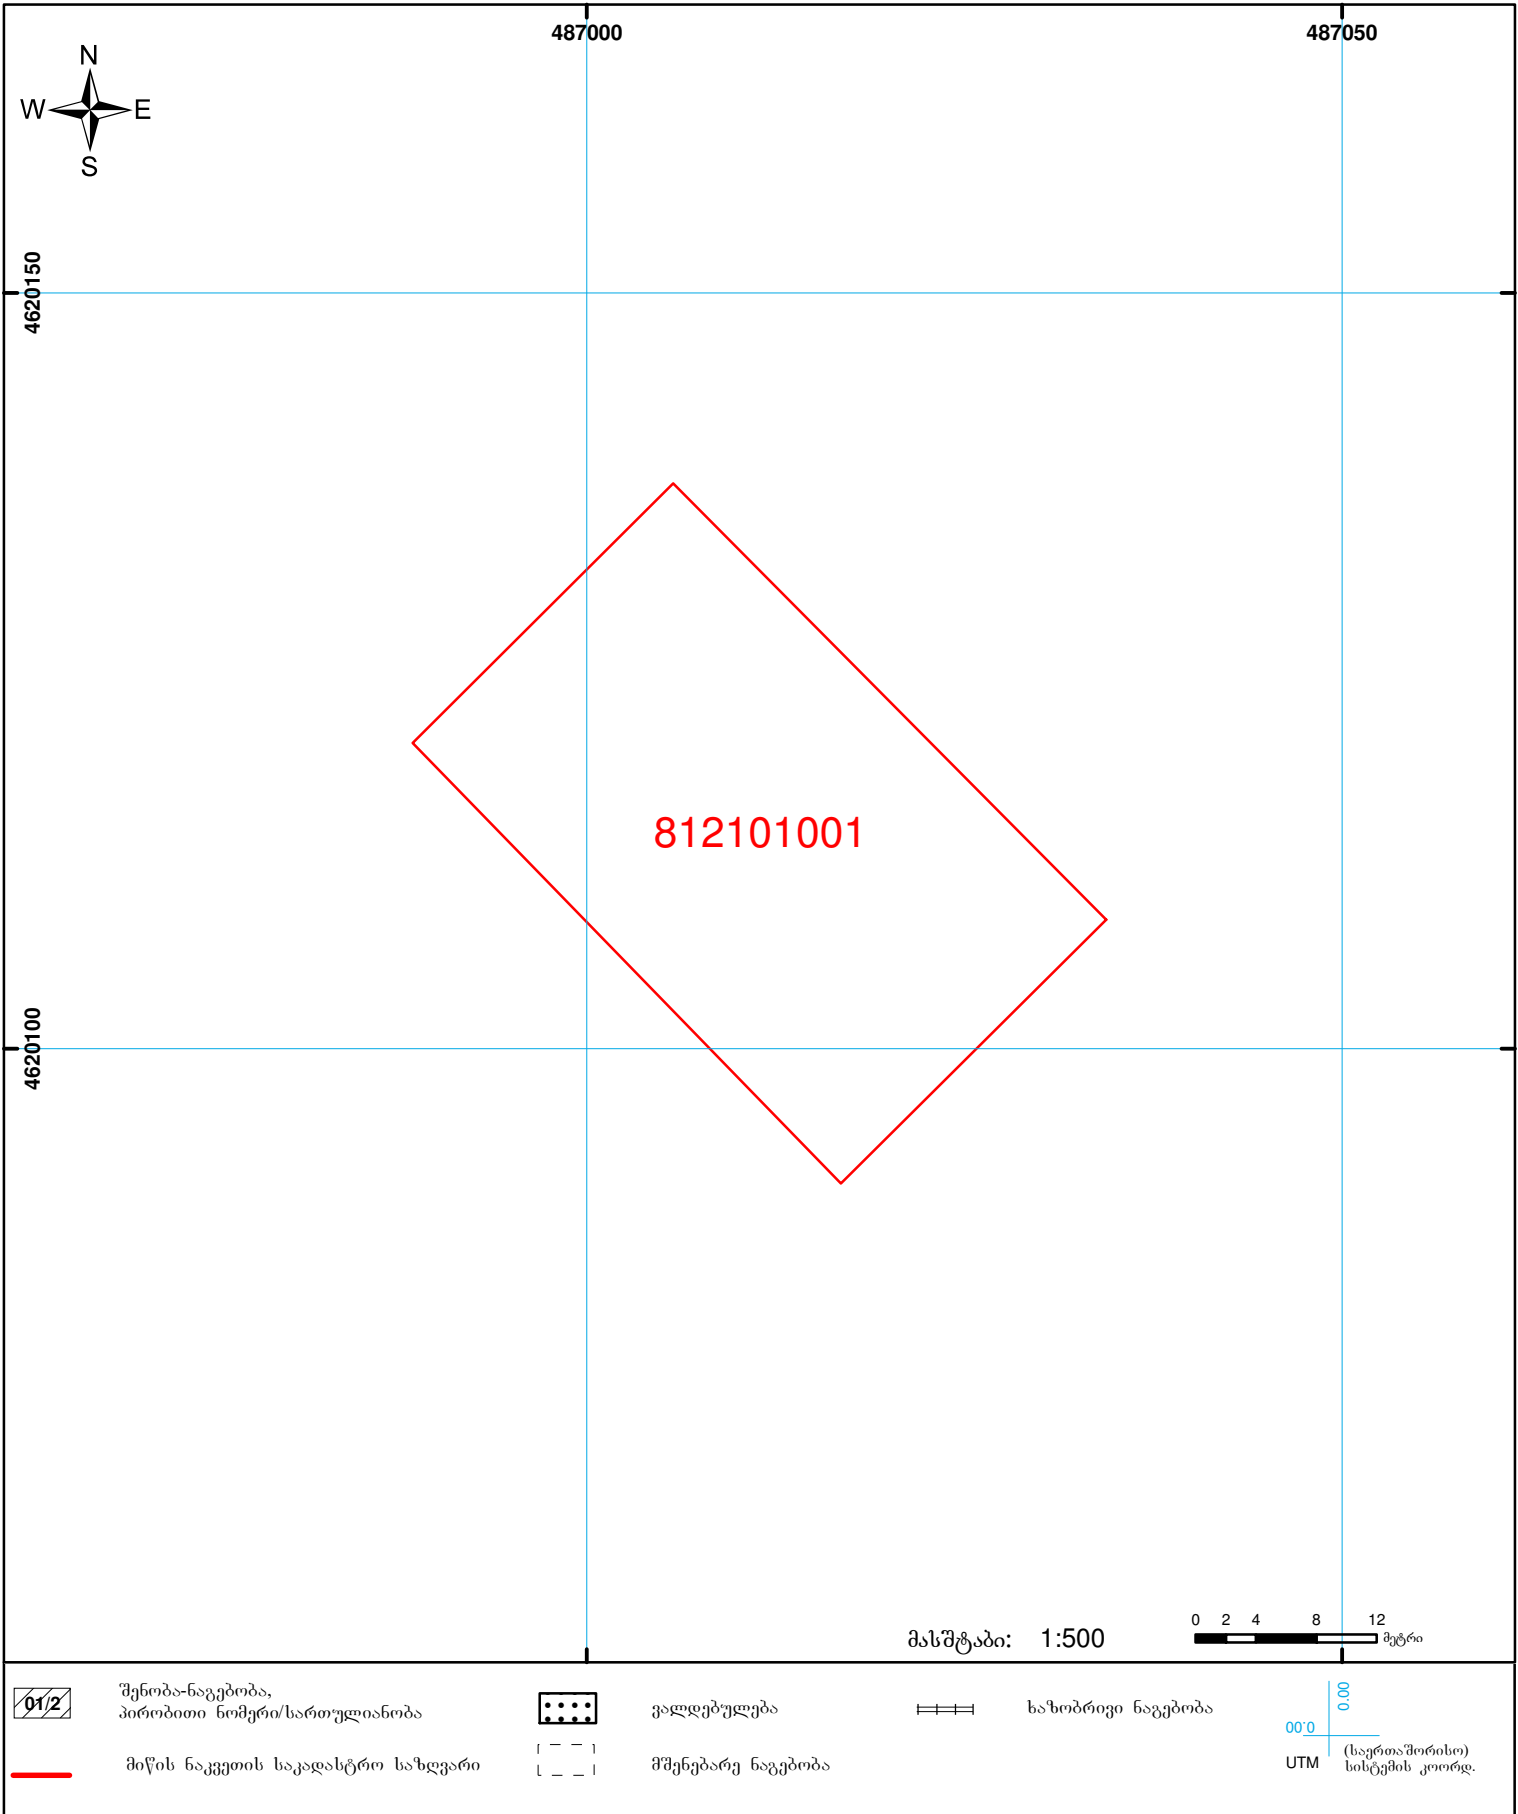 487000
487050
N
W
E
S
4620150
812101001
4620100
0 2 4 8 12
მასშტაბი: 1:500
მეტრი
01/2
შენობა-ნაგებობა,
პირობითი ნომერი/სართულიანობა
ვალდებულება
ხაზობრივი ნაგებობა
00.0
00.0
UTM
(საერთაშორისო)
სისტემის კოორდ.
მიწის ნაკვეთის საკადასტრო საზღვარი
მშენებარე ნაგებობა